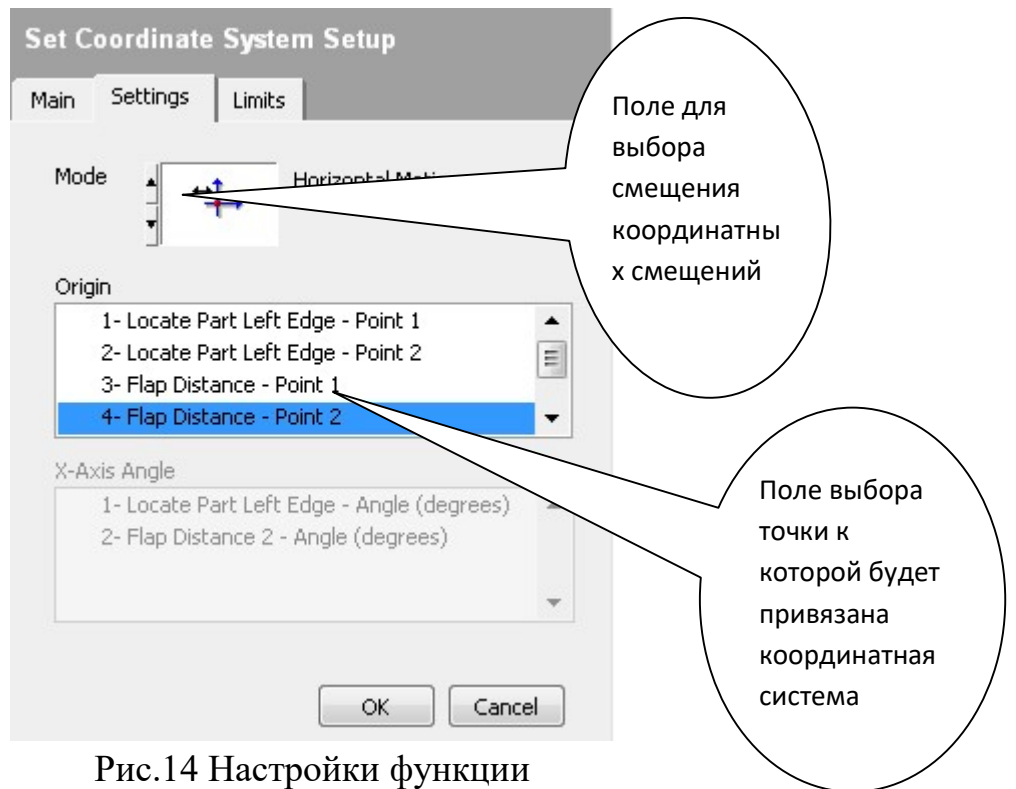 Set Coordinate System Setup
Main Settings Limits
Mode
Horizontal
Поле для
выбора
смещения
координатны
х смещений
Origin
1- Locate Part Left Edge - Point 1
2- Locate Part Left Edge - Point 2
3- Flap Distance - Point 1
4- Flap Distance - Point 2
X-Axis Angle
1- Locate Part Left Edge - Angle (degrees)
2- Flap Distance 2 - Angle (degrees)
Поле выбора
точки к
которой будет
привязана
координатная
система
OK Cancel
Рис.14 Настройки функции